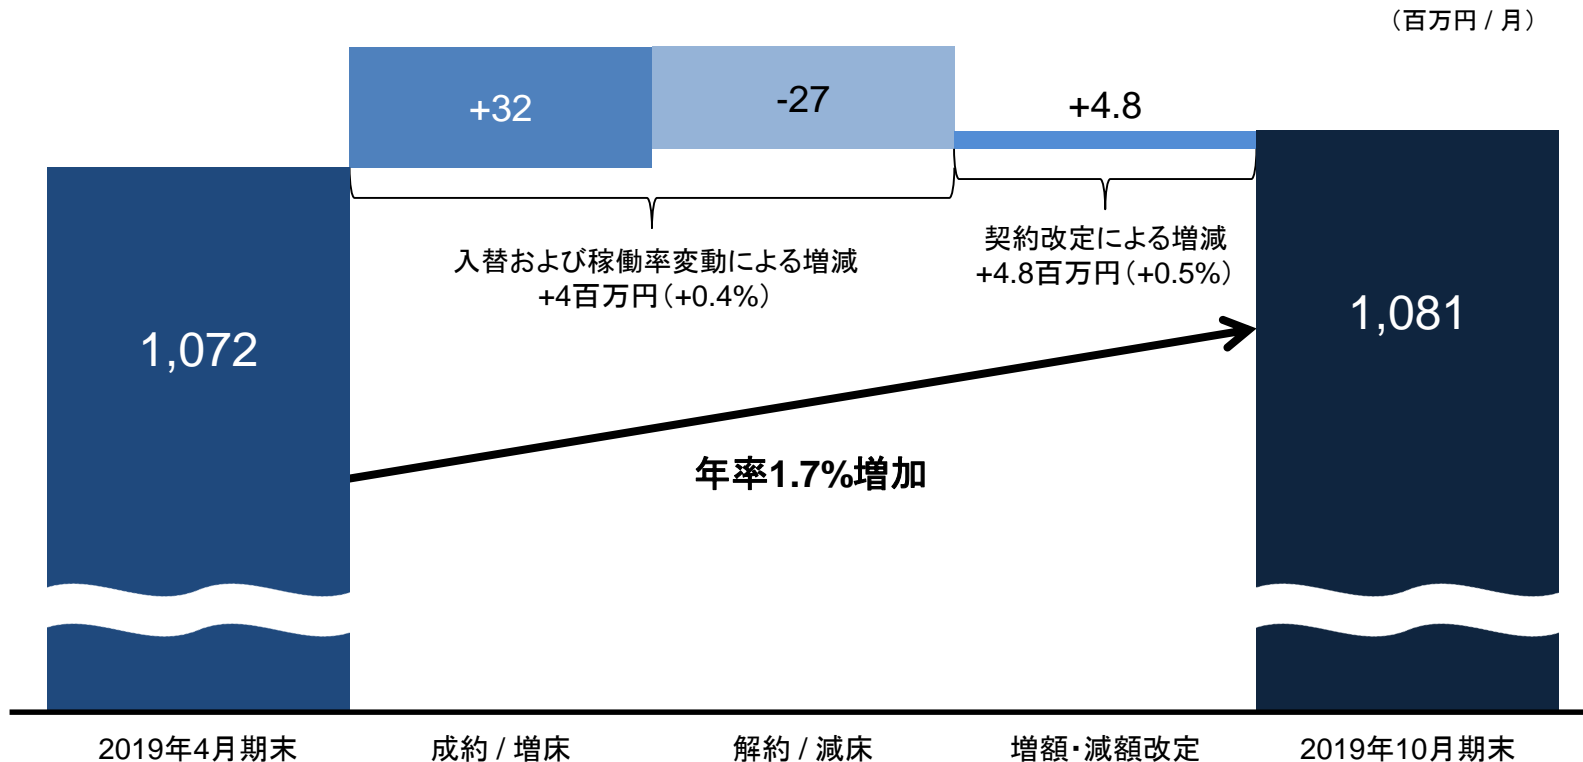 （百万円 / 月）
+32
-27
+4.8
入替および稼働率変動による増減
+4百万円（+0.4%）
契約改定による増減
+4.8百万円（+0.5%）
1,072
1,081
年率1.7%増加
2019年4月期末
成約 / 増床
解約 / 減床
増額・減額改定
2019年10月期末